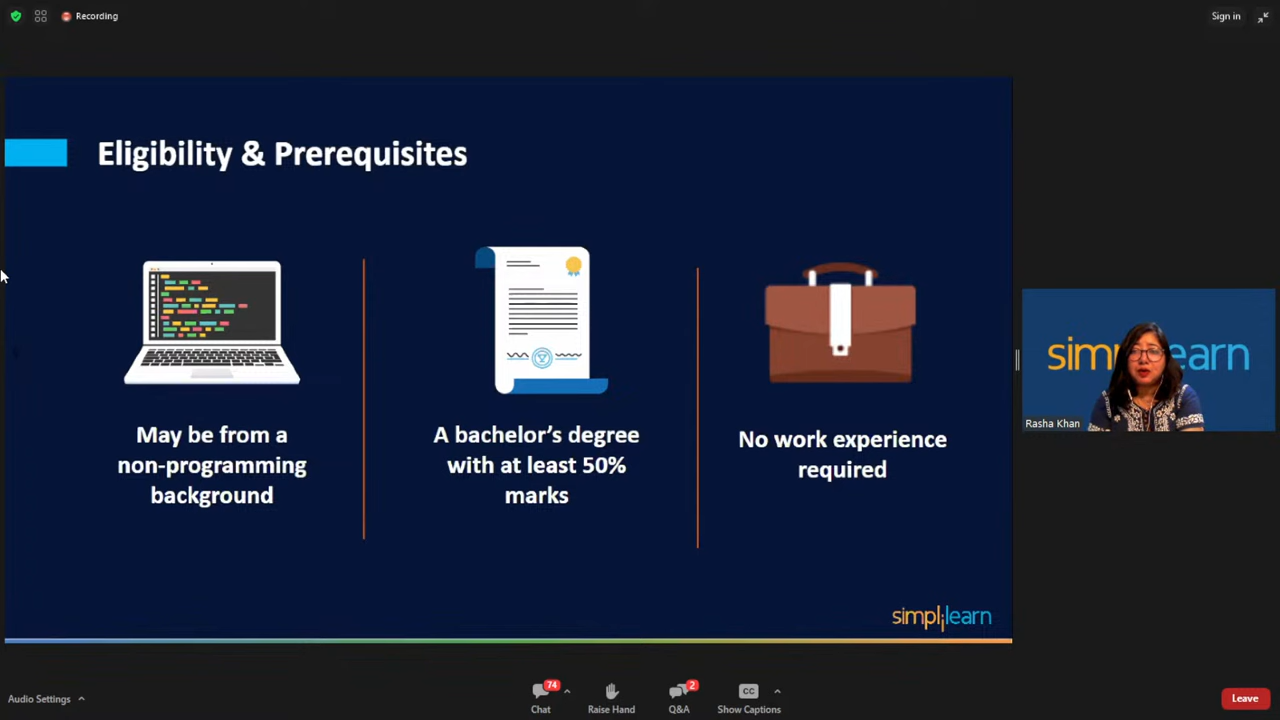 Recording
Sign in
Eligibility & Prerequisites
May be from a
non-programming
background
A bachelor's degree
with at least 50%
marks
No work experience
required
simplilearn
Rasha Khan
simplilearn
Audio Settings
74
Chat
Raise Hand
2
Q&A
CC
Show Captions
Leave